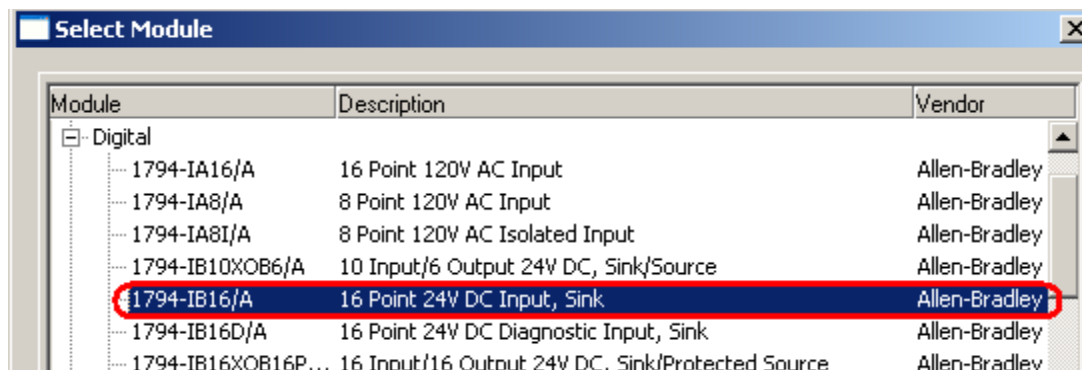 Select Module
Module Description Vendor
Digital
1794-IA16/A 16 Point 120V AC Input Allen-Bradley
1794-IA8/A 8 Point 120V AC Input Allen-Bradley
1794-IA8I/A 8 Point 120V AC Isolated Input Allen-Bradley
1794-IB10XOB6/A 10 Input/6 Output 24V DC, Sink/Source Allen-Bradley
1794-IB16/A 16 Point 24V DC Input, Sink Allen-Bradley
1794-IB16D/A 16 Point 24V DC Diagnostic Input, Sink Allen-Bradley
1794-IB16XOB16P... 16 Input/16 Output 24V DC, Sink/Protected Source Allen-Bradley